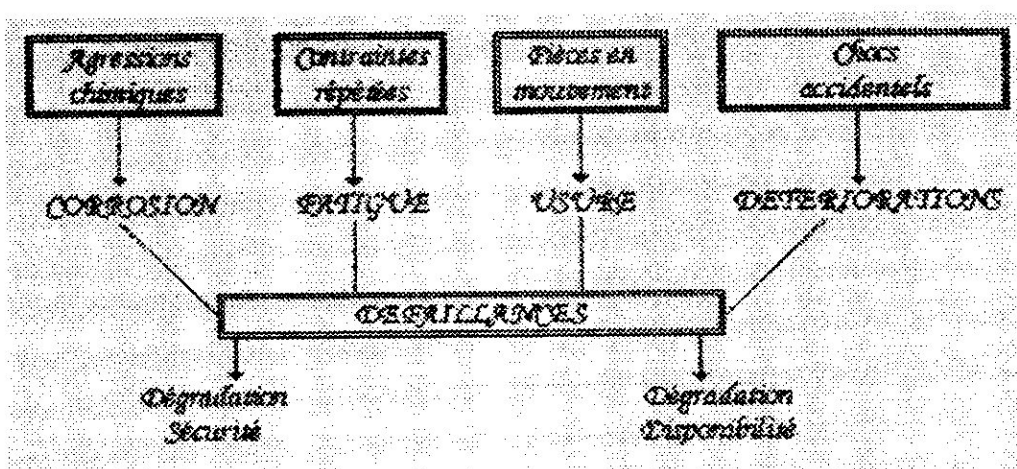 Agressions
chimiques
Contraintes
répétées
Pièces en
mouvement
Chocs
accidentels
CORROSION
FATIGUE
USURE
DETERIORATIONS
DEFAILLANCES
Dégradation
Sécurité
Dégradation
Disponibilité